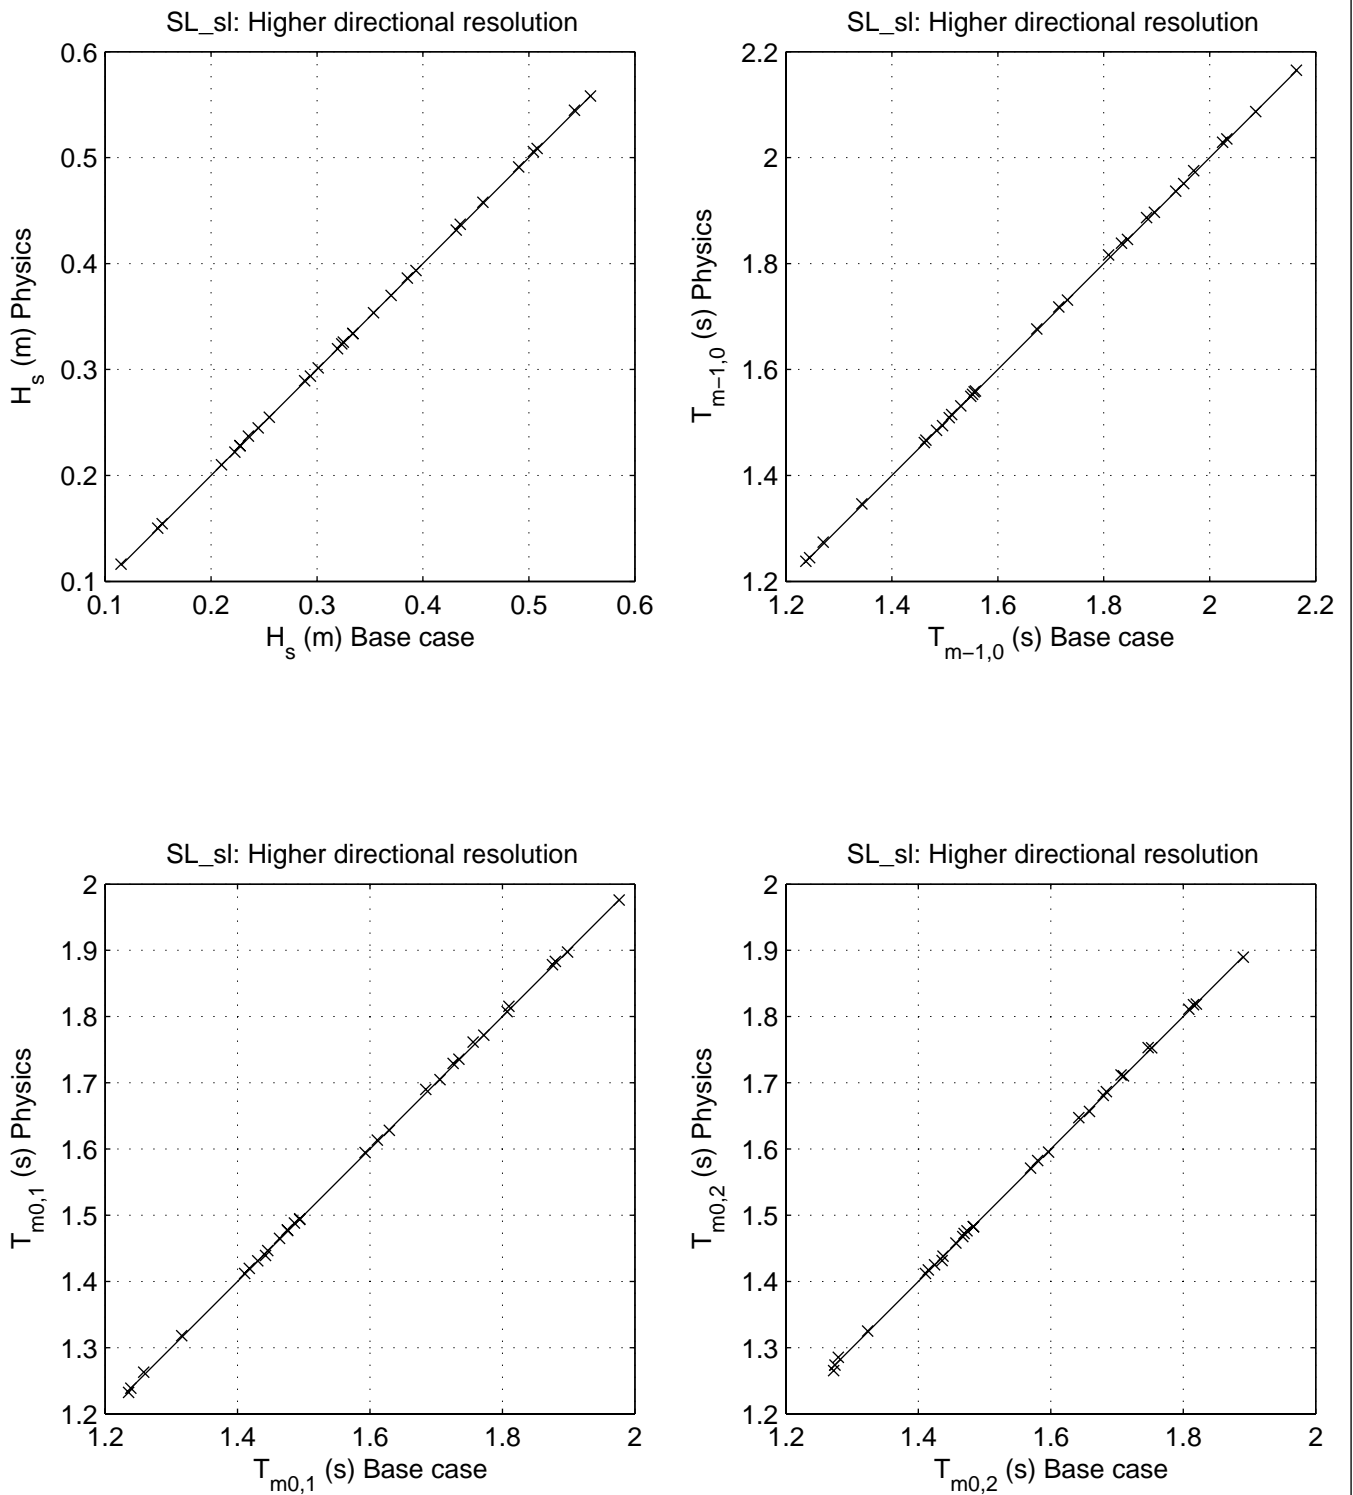 SL_sl: Higher directional resolution
0.6
0.5
0.4
0.3
0.2
0.1
0.1 0.2 0.3 0.4 0.5 0.6
H_s (m) Physics
H_s (m) Base case
SL_sl: Higher directional resolution
2.2
2
1.8
1.6
1.4
1.2
1.2 1.4 1.6 1.8 2 2.2
T_m−1,0 (s) Physics
T_m−1,0 (s) Base case
SL_sl: Higher directional resolution
2
1.9
1.8
1.7
1.6
1.5
1.4
1.3
1.2
1.2 1.4 1.6 1.8 2
T_m0,1 (s) Physics
T_m0,1 (s) Base case
SL_sl: Higher directional resolution
2
1.9
1.8
1.7
1.6
1.5
1.4
1.3
1.2
1.2 1.4 1.6 1.8 2
T_m0,2 (s) Physics
T_m0,2 (s) Base case